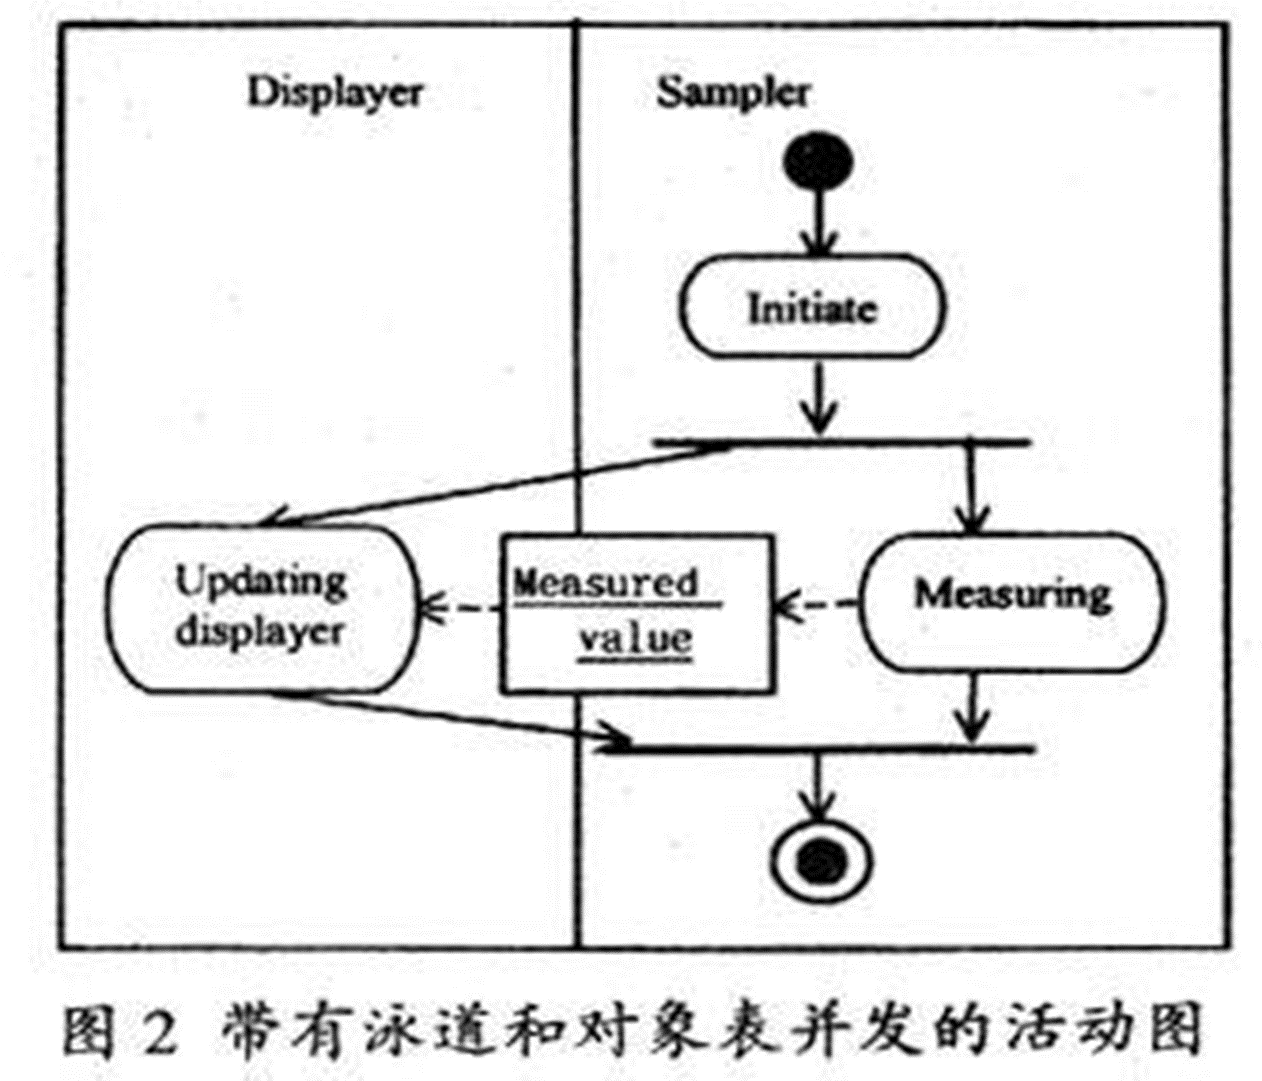 Displayer
Sampler
Initiate
Updating
displayer
Measured
value
Measuring
图2 带有泳道和对象表并发的活动图